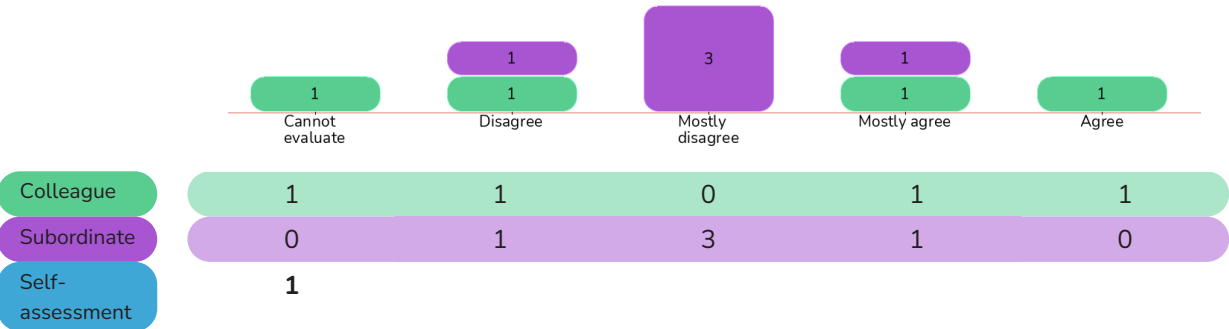 3
1 1
1 1 1 1
Cannot evaluate Disagree Mostly disagree Mostly agree Agree
Colleague 1 1 0 1 1
Subordinate 0 1 3 1 0
Self-assessment 1